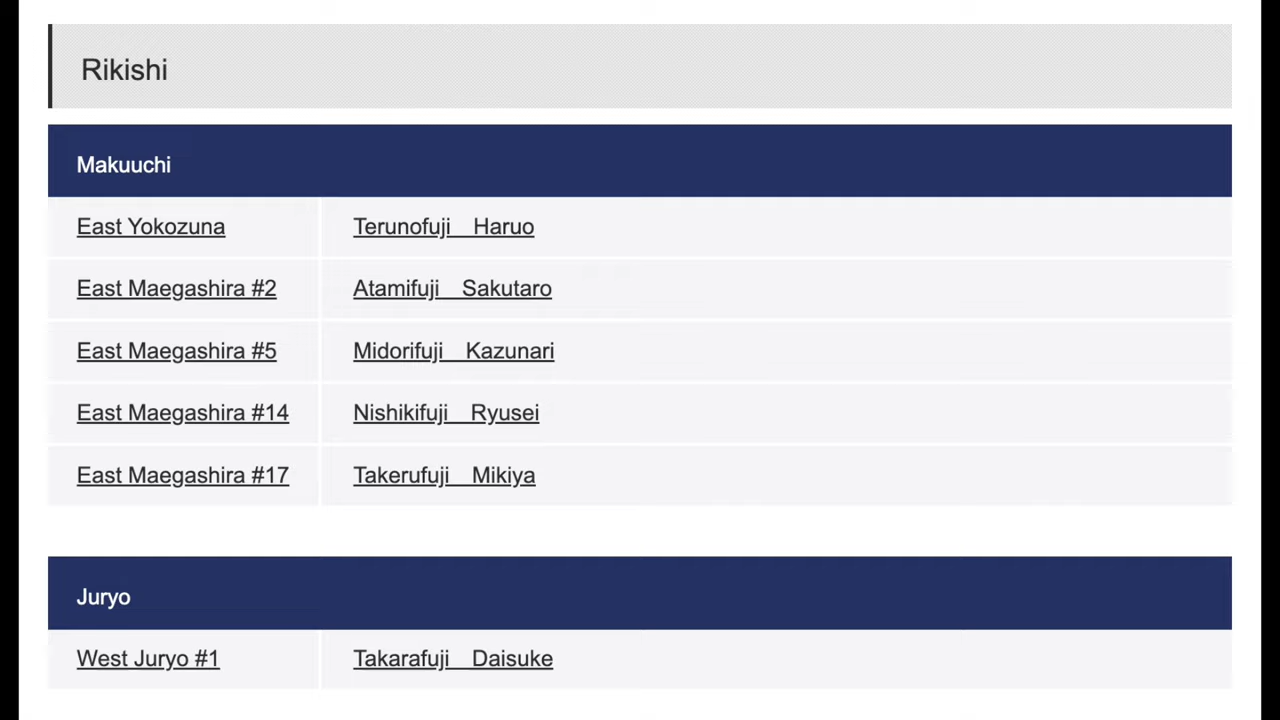 Rikishi
Makuuchi
East Yokozuna Terunofuji　Haruo
East Maegashira #2 Atamifuji　Sakutaro
East Maegashira #5 Midorifuji　Kazunari
East Maegashira #14 Nishikifuji　Ryusei
East Maegashira #17 Takerufuji　Mikiya
Juryo
West Juryo #1 Takarafuji　Daisuke